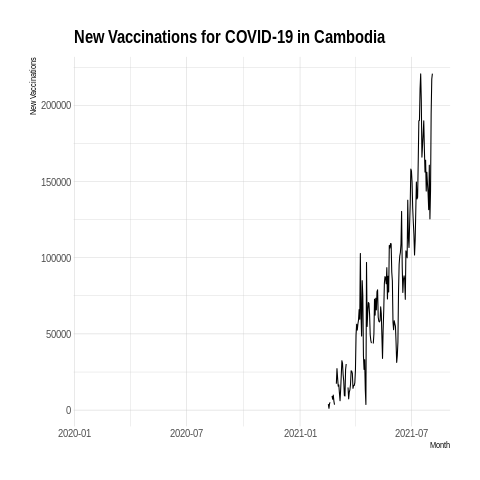 New Vaccinations for COVID-19 in Cambodia
New Vaccinations
200000
150000
100000
50000
0
2020-01 2020-07 2021-01 2021-07
Month